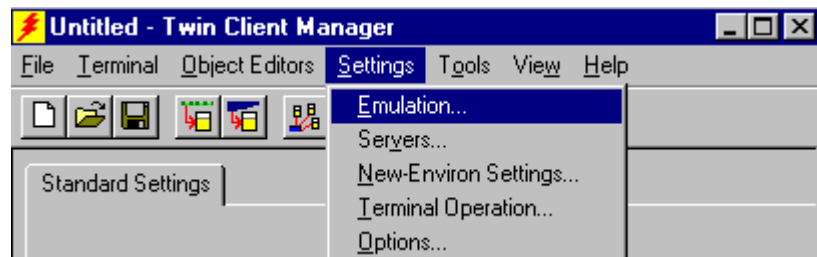 Untitled - Twin Client Manager
File Terminal Object Editors Settings Tools View Help
Emulation...
Servers...
Standard Settings
New-Environ Settings...
Terminal Operation...
Options...